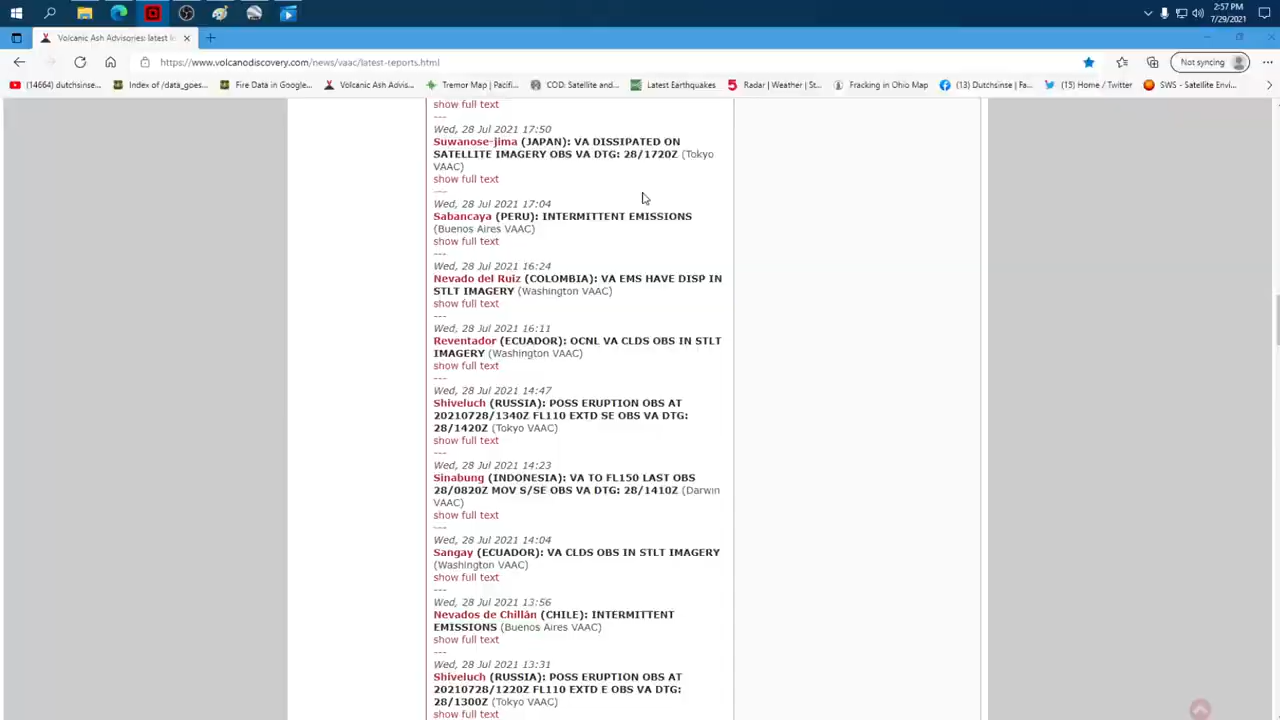 2:57 PM
7/29/2021
Volcanic Ash Advisories: latest
https://www.volcanodiscovery.com/news/vaac/latest-reports.html
Not syncing
(14664) dutchsinse...
Index of /data_goes...
Fire Data in Google...
Volcanic Ash Advis...
Tremor Map | Pacifi...
COD: Satellite and...
Latest Earthquakes
Radar | Weather | St...
Fracking in Ohio Map
(13) Dutchsinse | Fa...
(15) Home / Twitter
SWS - Satellite Envi...
show full text
---
Wed, 28 Jul 2021 17:50
Suwanose-jima (JAPAN): VA DISSIPATED ON
SATELLITE IMAGERY OBS VA DTG: 28/1720Z (Tokyo
VAAC)
show full text
---
Wed, 28 Jul 2021 17:04
Sabancaya (PERU): INTERMITTENT EMISSIONS
(Buenos Aires VAAC)
show full text
---
Wed, 28 Jul 2021 16:24
Nevado del Ruiz (COLOMBIA): VA EMS HAVE DISP IN
STLT IMAGERY (Washington VAAC)
show full text
---
Wed, 28 Jul 2021 16:11
Reventador (ECUADOR): OCNL VA CLDS OBS IN STLT
IMAGERY (Washington VAAC)
show full text
---
Wed, 28 Jul 2021 14:47
Shiveluch (RUSSIA): POSS ERUPTION OBS AT
20210728/1340Z FL110 EXTD SE OBS VA DTG:
28/1420Z (Tokyo VAAC)
show full text
---
Wed, 28 Jul 2021 14:23
Sinabung (INDONESIA): VA TO FL150 LAST OBS
28/0820Z MOV S/SE OBS VA DTG: 28/1410Z (Darwin
VAAC)
show full text
---
Wed, 28 Jul 2021 14:04
Sangay (ECUADOR): VA CLDS OBS IN STLT IMAGERY
(Washington VAAC)
show full text
---
Wed, 28 Jul 2021 13:56
Nevados de Chillán (CHILE): INTERMITTENT
EMISSIONS (Buenos Aires VAAC)
show full text
---
Wed, 28 Jul 2021 13:31
Shiveluch (RUSSIA): POSS ERUPTION OBS AT
20210728/1220Z FL110 EXTD E OBS VA DTG:
28/1300Z (Tokyo VAAC)
show full text